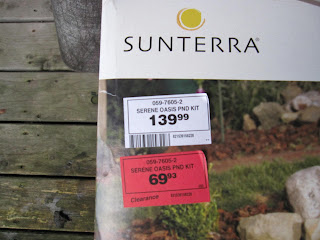 SUNTERRA
059-7605-2
SERENE OASIS PND KIT
139.99
059-7605-2
SERENE OASIS PND KIT
69.93
Clearance